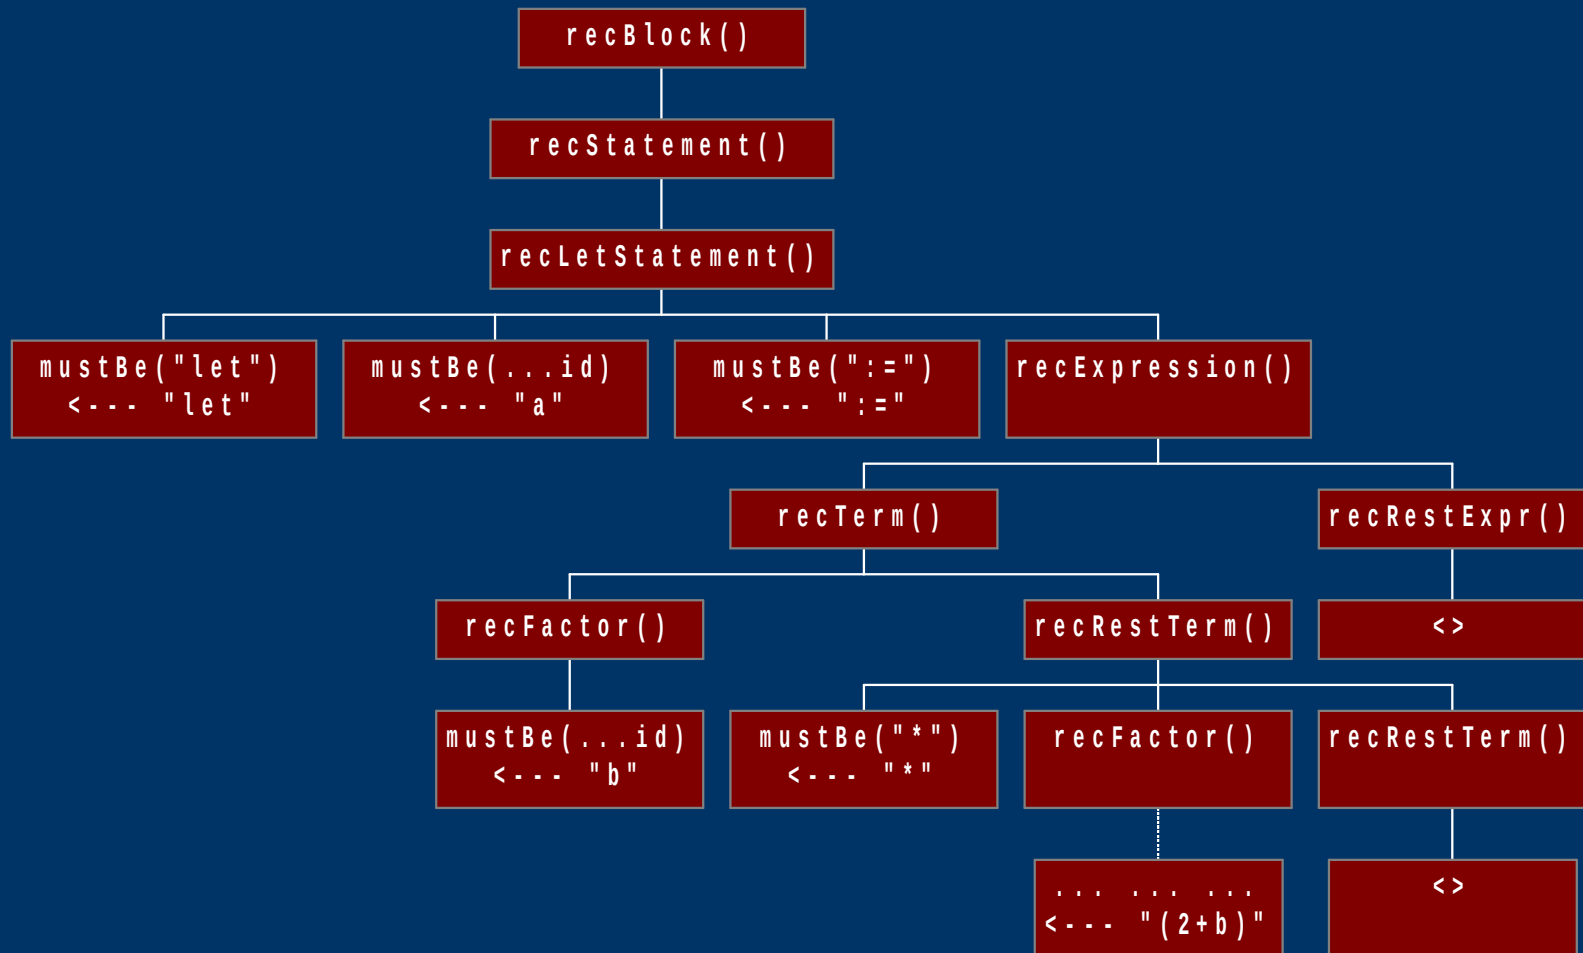 recBlock()
recStatement()
recLetStatement()
mustBe("let")
<--- "let"
mustBe(...id)
<--- "a"
mustBe(":=")
<--- ":="
recExpression()
recTerm()
recRestExpr()
recFactor()
recRestTerm()
<>
mustBe(...id)
<--- "b"
mustBe("*")
<--- "*"
recFactor()
recRestTerm()
... ... ...
<--- "(2+b)"
<>